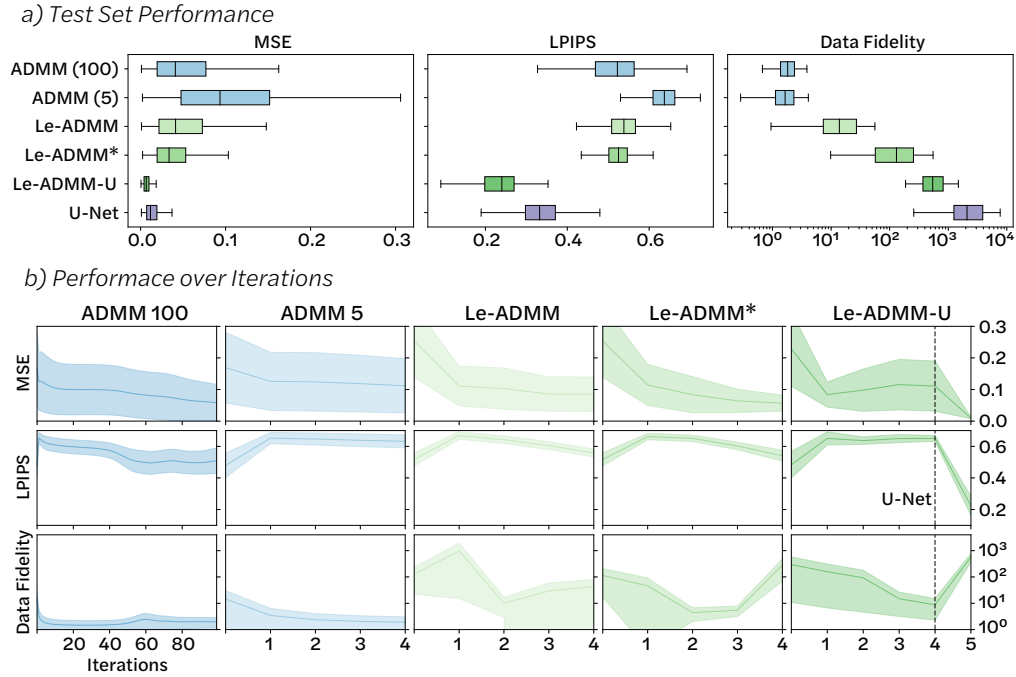 a) Test Set Performance
MSE LPIPS Data Fidelity
ADMM (100)
ADMM (5)
Le-ADMM
Le-ADMM*
Le-ADMM-U
U-Net
0.0 0.1 0.2 0.3 0.2 0.4 0.6 10⁰ 10¹ 10² 10³ 10⁴
b) Performace over Iterations
ADMM 100 ADMM 5 Le-ADMM Le-ADMM* Le-ADMM-U
MSE
0.3
0.2
0.1
0.0
LPIPS
0.6
0.4
0.2
U-Net
Data Fidelity
10³
10²
10¹
10⁰
20 40 60 80 1 2 3 4 1 2 3 4 1 2 3 4 1 2 3 4 5
Iterations